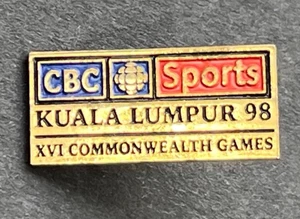 CBC Sports
KUALA LUMPUR 98
XVI COMMONWEALTH GAMES